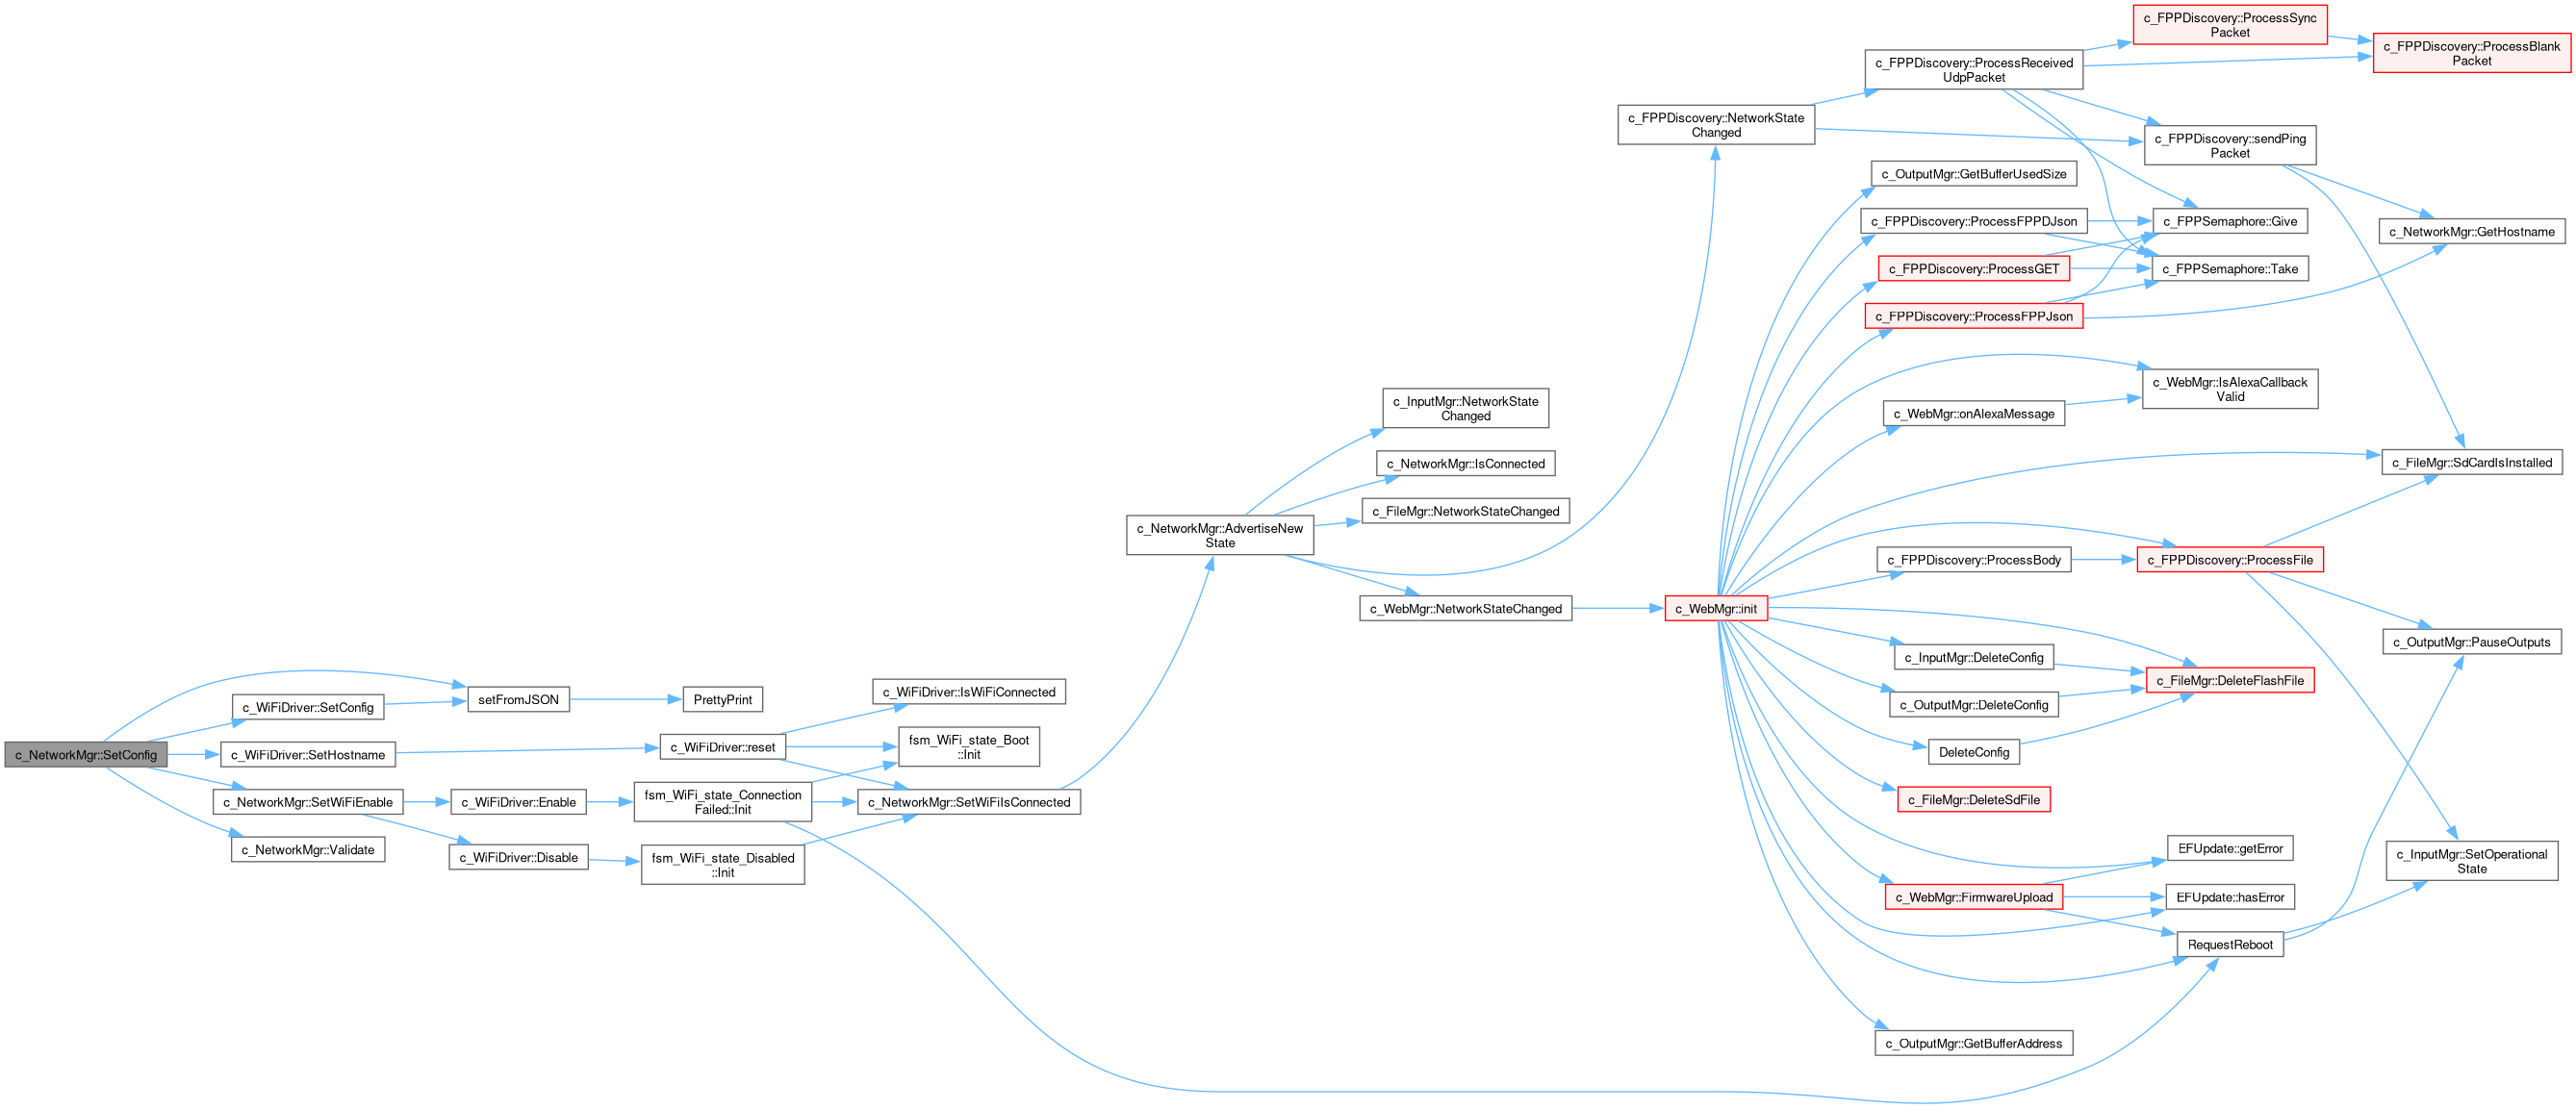 c_NetworkMgr::SetConfig
c_WiFiDriver::SetConfig
c_WiFiDriver::SetHostname
c_NetworkMgr::SetWiFiEnable
c_NetworkMgr::Validate
setFromJSON
PrettyPrint
c_WiFiDriver::Enable
c_WiFiDriver::Disable
c_WiFiDriver::reset
fsm_WiFi_state_Connection
Failed::Init
fsm_WiFi_state_Disabled
::Init
c_WiFiDriver::IsWiFiConnected
fsm_WiFi_state_Boot
::Init
c_NetworkMgr::SetWiFiIsConnected
c_NetworkMgr::AdvertiseNew
State
c_InputMgr::NetworkState
Changed
c_NetworkMgr::IsConnected
c_FileMgr::NetworkStateChanged
c_WebMgr::NetworkStateChanged
c_FPPDiscovery::NetworkState
Changed
c_WebMgr::init
c_FPPDiscovery::ProcessReceived
UdpPacket
c_OutputMgr::GetBufferUsedSize
c_FPPDiscovery::ProcessFPPDJson
c_FPPDiscovery::ProcessGET
c_FPPDiscovery::ProcessFPPJson
c_WebMgr::onAlexaMessage
c_FPPDiscovery::ProcessBody
c_InputMgr::DeleteConfig
c_OutputMgr::DeleteConfig
DeleteConfig
c_FileMgr::DeleteSdFile
c_WebMgr::FirmwareUpload
c_OutputMgr::GetBufferAddress
c_FPPDiscovery::ProcessSync
Packet
c_FPPDiscovery::sendPing
Packet
c_FPPSemaphore::Give
c_FPPSemaphore::Take
c_WebMgr::IsAlexaCallback
Valid
c_FPPDiscovery::ProcessFile
c_FileMgr::DeleteFlashFile
EFUpdate::getError
EFUpdate::hasError
RequestReboot
c_FPPDiscovery::ProcessBlank
Packet
c_NetworkMgr::GetHostname
c_FileMgr::SdCardIsInstalled
c_OutputMgr::PauseOutputs
c_InputMgr::SetOperational
State